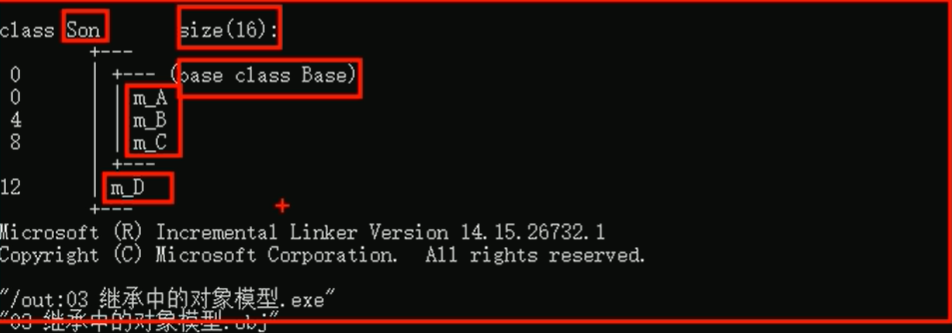 class Son size(16):
+---
0 | +--- (base class Base)
0 | | m_A
4 | | m_B
8 | | m_C
| +---
12 | m_D
+---
Microsoft (R) Incremental Linker Version 14.15.26732.1
Copyright (C) Microsoft Corporation. All rights reserved.
"/out:03 继承中的对象模型.exe"
"03 继承中的对象模型.obj"